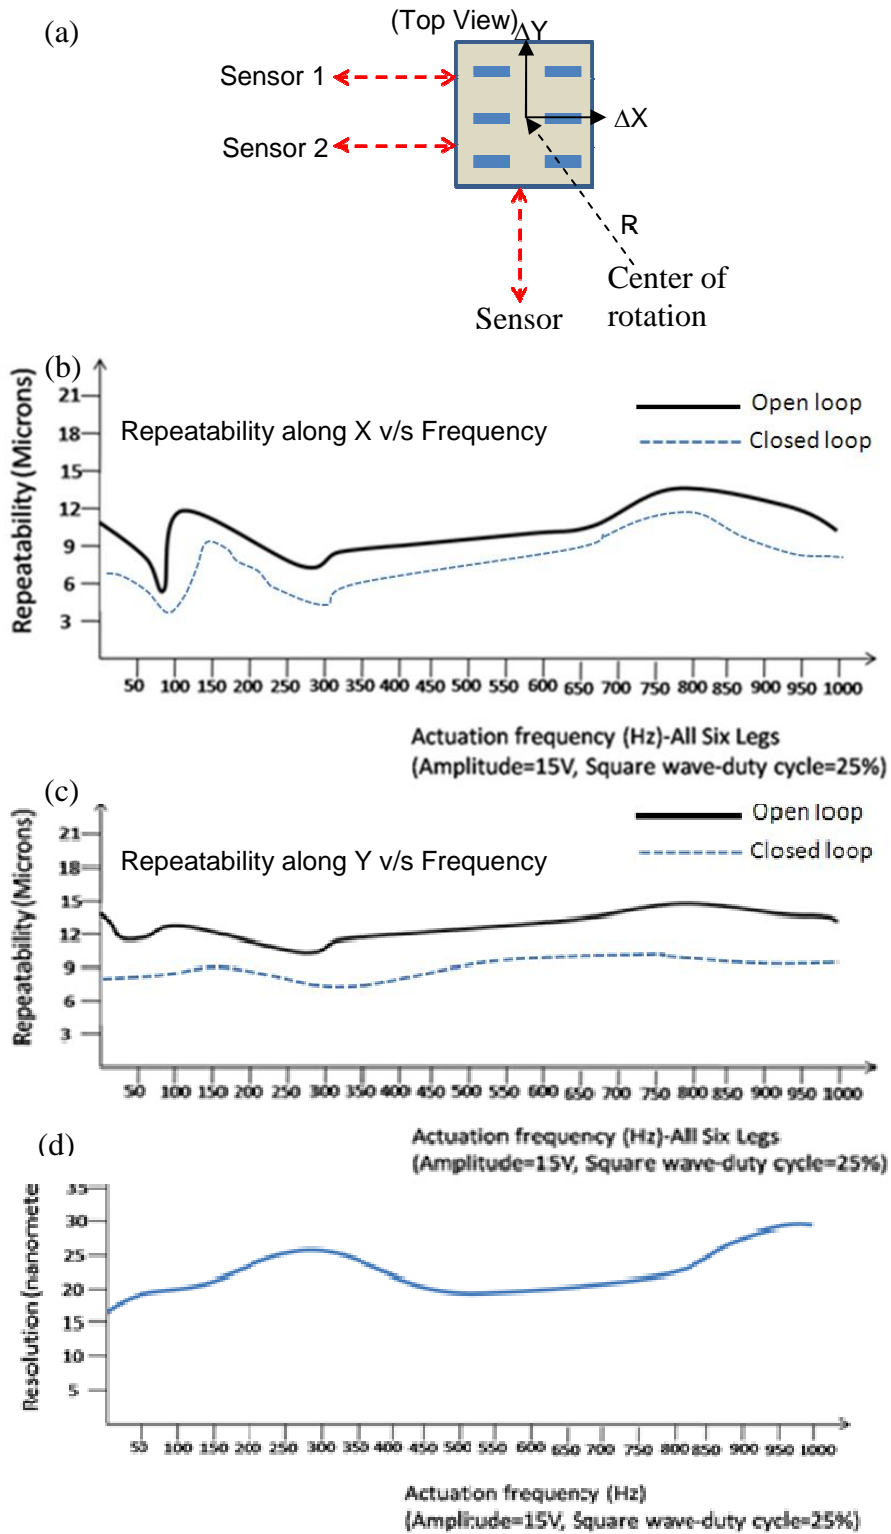 (a)
(Top View)
ΔY
Sensor 1
ΔX
Sensor 2
R
Center of
rotation
Sensor
(b)
Repeatability (Microns)
21
18
15
12
9
6
3
Repeatability along X v/s Frequency
Open loop
Closed loop
50 100 150 200 250 300 350 400 450 500 550 600 650 700 750 800 850 900 950 1000
Actuation frequency (Hz)-All Six Legs
(Amplitude=15V, Square wave-duty cycle=25%)
(c)
Repeatability (Microns)
21
18
15
12
9
6
3
Repeatability along Y v/s Frequency
Open loop
Closed loop
50 100 150 200 250 300 350 400 450 500 550 600 650 700 750 800 850 900 950 1000
Actuation frequency (Hz)-All Six Legs
(Amplitude=15V, Square wave-duty cycle=25%)
(d)
Resolution (nanomete
35
30
25
20
15
10
5
50 100 150 200 250 300 350 400 450 500 550 600 650 700 750 800 850 900 950 1000
Actuation frequency (Hz)
(Amplitude=15V, Square wave-duty cycle=25%)